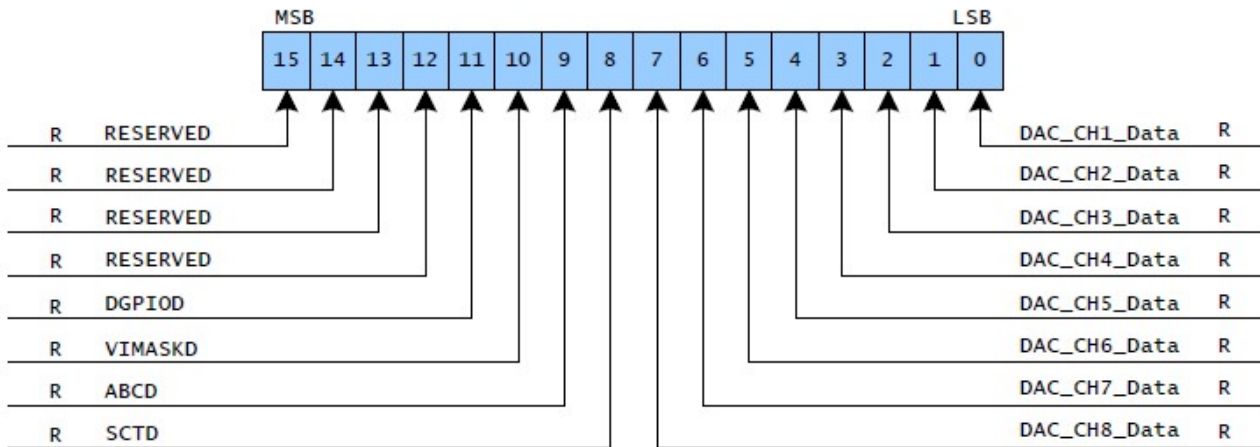 MSB LSB
15 14 13 12 11 10 9 8 7 6 5 4 3 2 1 0
R RESERVED DAC_CH1_Data R
R RESERVED DAC_CH2_Data R
R RESERVED DAC_CH3_Data R
R RESERVED DAC_CH4_Data R
R DGPIOD DAC_CH5_Data R
R VIMASKD DAC_CH6_Data R
R ABCD DAC_CH7_Data R
R SCTD DAC_CH8_Data R